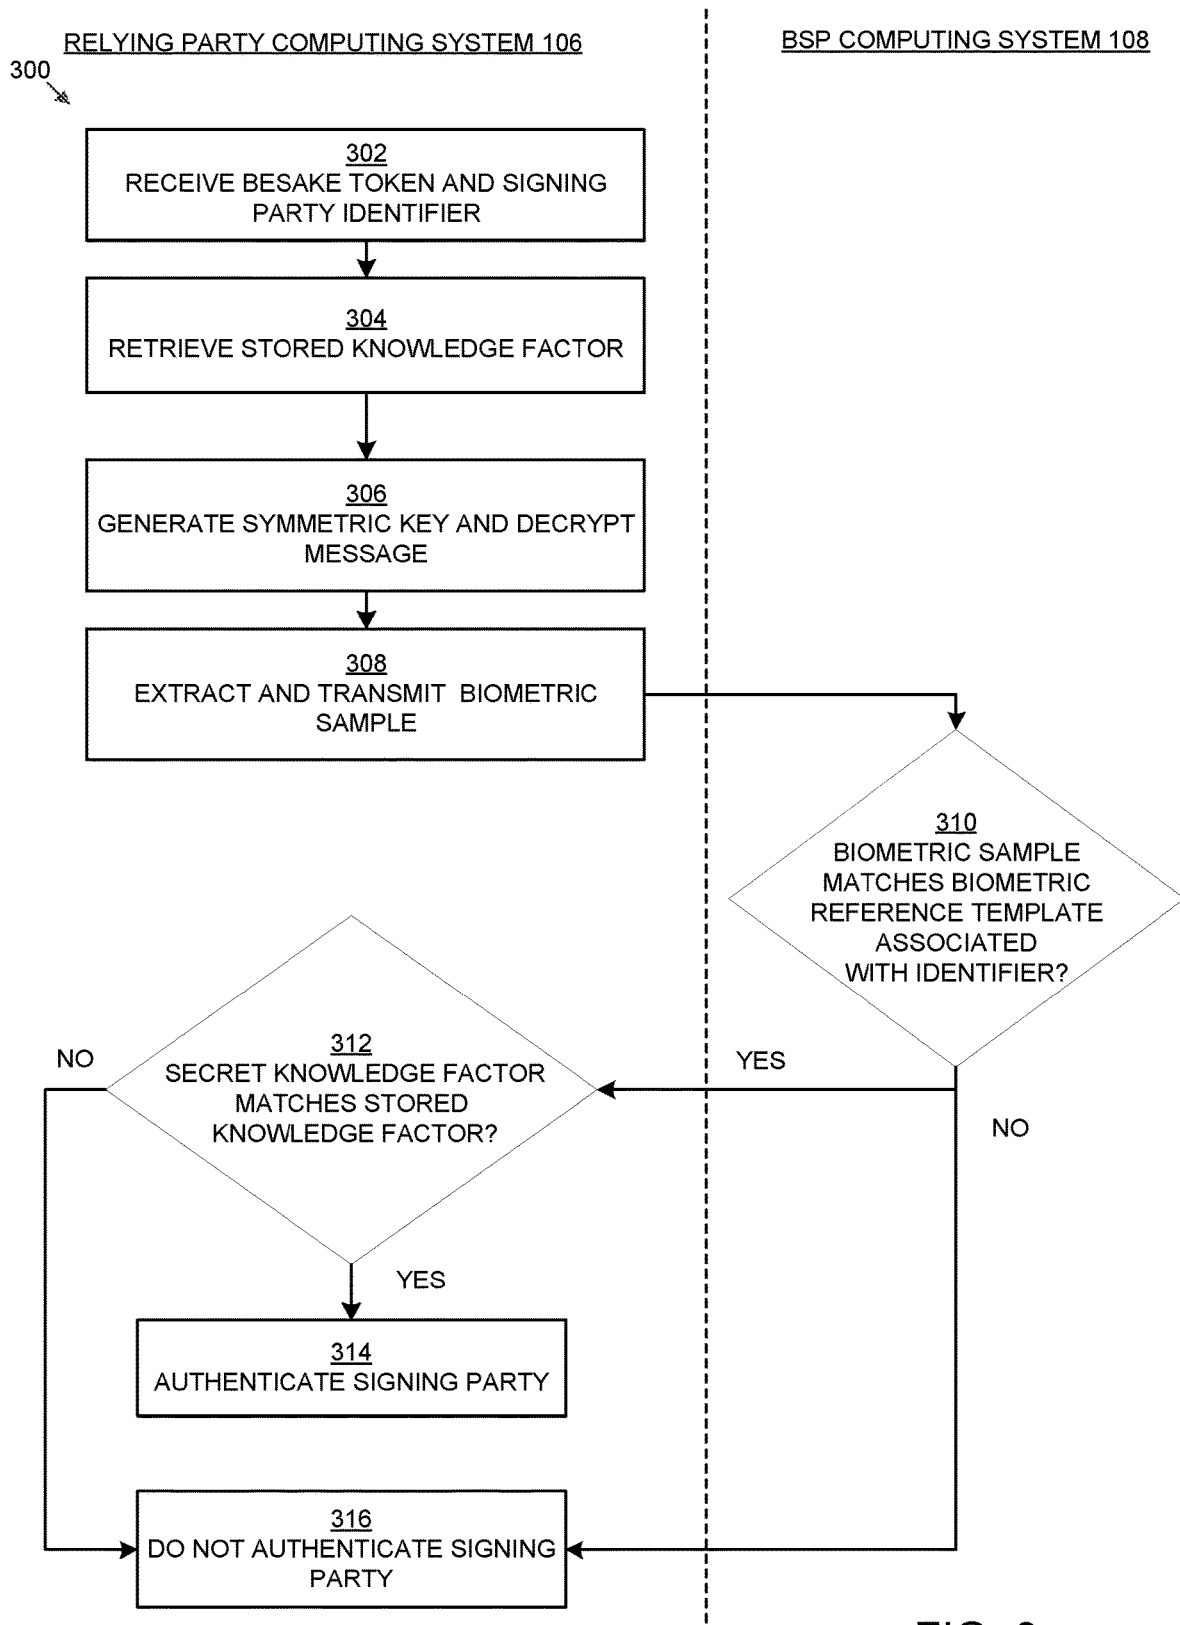 RELYING PARTY COMPUTING SYSTEM 106
BSP COMPUTING SYSTEM 108
300
302
RECEIVE BESAKE TOKEN AND SIGNING
PARTY IDENTIFIER
304
RETRIEVE STORED KNOWLEDGE FACTOR
306
GENERATE SYMMETRIC KEY AND DECRYPT
MESSAGE
308
EXTRACT AND TRANSMIT BIOMETRIC
SAMPLE
310
BIOMETRIC SAMPLE
MATCHES BIOMETRIC
REFERENCE TEMPLATE
ASSOCIATED
WITH IDENTIFIER?
YES
NO
312
SECRET KNOWLEDGE FACTOR
MATCHES STORED
KNOWLEDGE FACTOR?
NO
YES
314
AUTHENTICATE SIGNING PARTY
316
DO NOT AUTHENTICATE SIGNING
PARTY